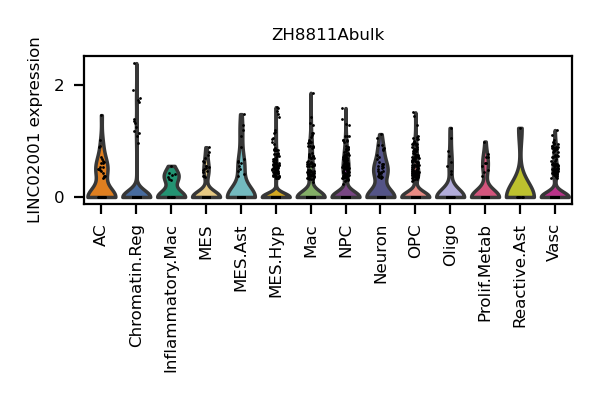 ZH8811Abulk
LINC02001 expression
2
0
AC
Chromatin.Reg
Inflammatory.Mac
MES
MES.Ast
MES.Hyp
Mac
NPC
Neuron
OPC
Oligo
Prolif.Metab
Reactive.Ast
Vasc